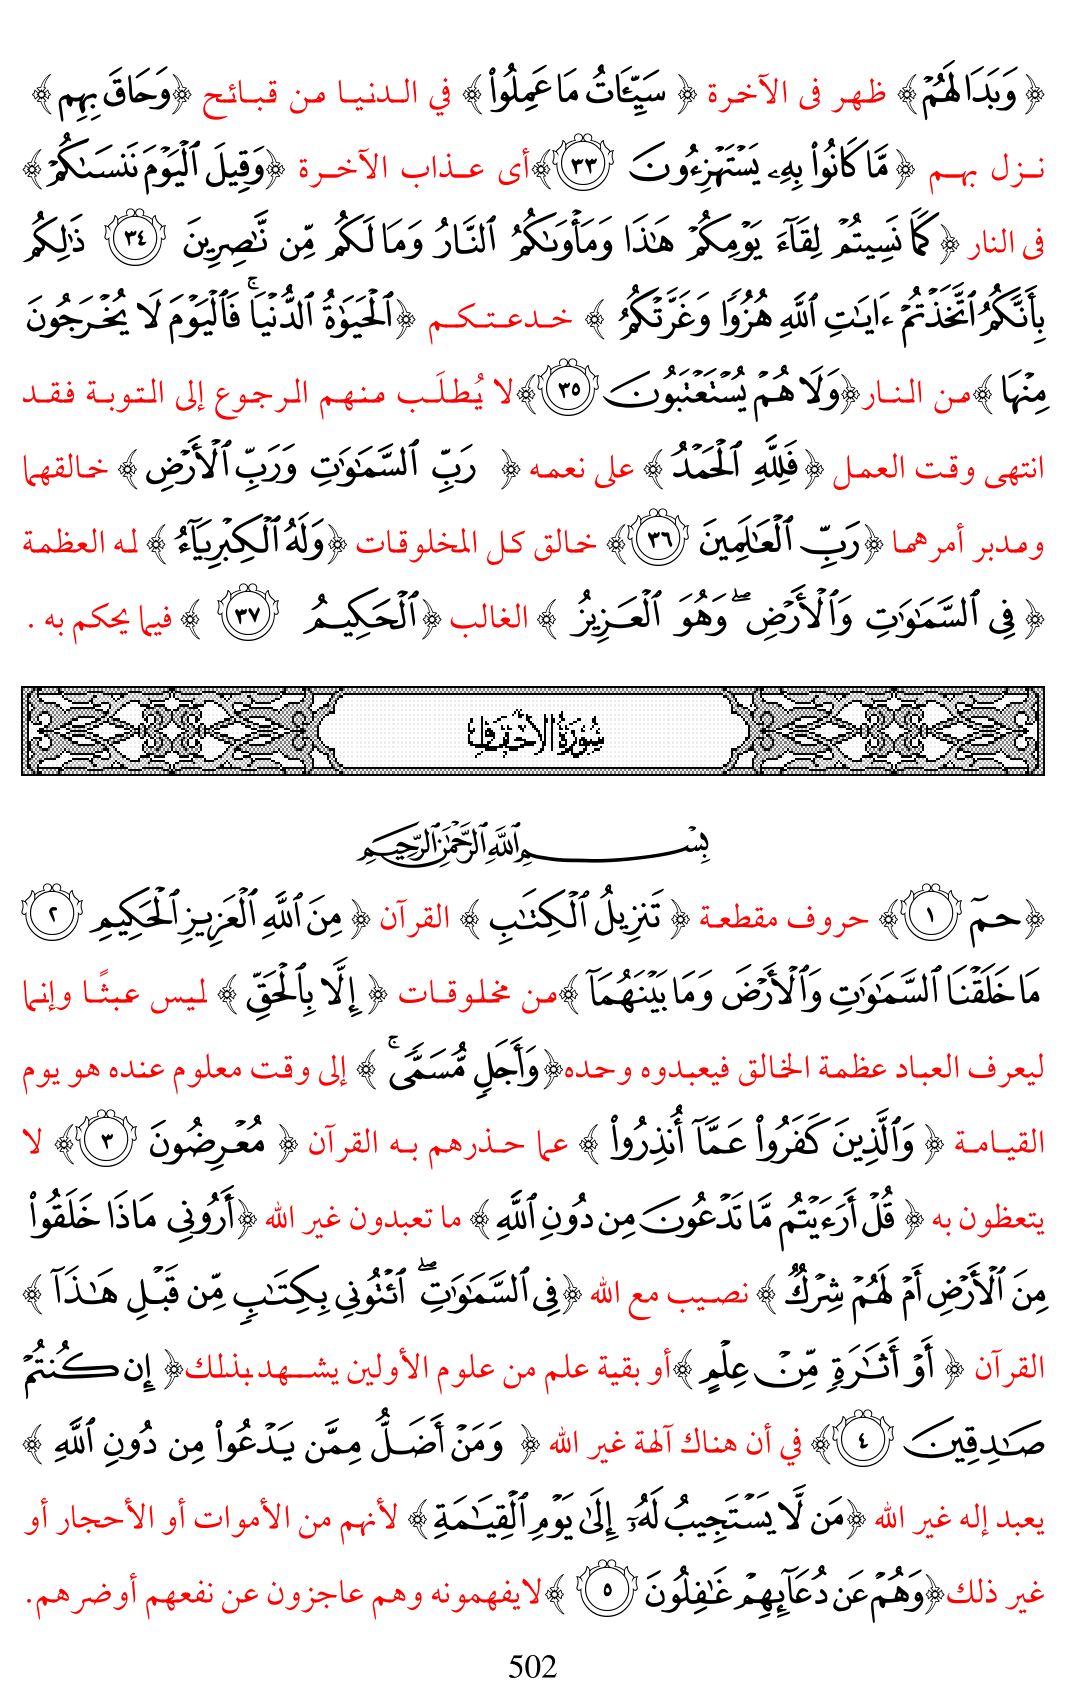 ﴿ وَبَدَا لَهُمْ﴾ ظهر فى الآخرة ﴿ سَيِّـَٔاتُ مَا عَمِلُوا۟ ﴾ في الدنيا من قبائح ﴿وَحَاقَ بِهِم ﴾
نزل بهم ﴿ مَّا كَانُوا۟ بِهِۦ يَسْتَهْزِءُونَ ٣٣ ﴾أى عذاب الآخرة ﴿وَقِيلَ ٱلْيَوْمَ نَنسَىٰكُمْ ﴾
فى النار ﴿ كَمَا نَسِيتُمْ لِقَآءَ يَوْمِكُمْ هَـٰذَا وَمَأْوَىٰكُمُ ٱلنَّارُ وَمَا لَكُم مِّن نَّـٰصِرِينَ ٣٤ ذَٰلِكُم
بِأَنَّكُمُ ٱتَّخَذْتُمْ ءَايَـٰتِ ٱللَّهِ هُزُوًا وَغَرَّتْكُمُ ﴾ خدعتكم ﴿ٱلْحَيَوٰةُ ٱلدُّنْيَا ۚ فَٱلْيَوْمَ لَا يُخْرَجُونَ
مِنْهَا ﴾من النار﴿وَلَا هُمْ يُسْتَعْتَبُونَ ٣٥ ﴾لا يُطلَب منهم الرجوع إلى التوبة فقد
انتهى وقت العمل ﴿ فَلِلَّهِ ٱلْحَمْدُ ﴾ على نعمه ﴿ رَبِّ ٱلسَّمَـٰوَٰتِ وَرَبِّ ٱلْأَرْضِ ﴾ خالقهما
ومدبر أمرهما ﴿رَبِّ ٱلْعَـٰلَمِينَ ٣٦ ﴾ خالق كل المخلوقات ﴿وَلَهُ ٱلْكِبْرِيَآءُ ﴾ له العظمة
﴿ فِى ٱلسَّمَـٰوَٰتِ وَٱلْأَرْضِ ۖ وَهُوَ ٱلْعَزِيزُ ﴾ الغالب ﴿ٱلْحَكِيمُ ٣٧ ﴾ فيما يحكم به .
سُورَةُ الأحقاف
بِسْمِ ٱللَّهِ ٱلرَّحْمَـٰنِ ٱلرَّحِيمِ
﴿حمٓ ١ ﴾ حروف مقطعة ﴿ تَنزِيلُ ٱلْكِتَـٰبِ ﴾ القرآن ﴿ مِنَ ٱللَّهِ ٱلْعَزِيزِ ٱلْحَكِيمِ ٢
مَا خَلَقْنَا ٱلسَّمَـٰوَٰتِ وَٱلْأَرْضَ وَمَا بَيْنَهُمَآ ﴾من مخلوقات ﴿ إِلَّا بِٱلْحَقِّ ﴾ ليس عبثًا وإنما
ليعرف العباد عظمة الخالق فيعبدوه وحده﴿وَأَجَلٍ مُّسَمًّى ۚ ﴾ إلى وقت معلوم عنده هو يوم
القيامة ﴿ وَٱلَّذِينَ كَفَرُوا۟ عَمَّآ أُنذِرُوا۟ ﴾ عما حذرهم به القرآن ﴿ مُعْرِضُونَ ٣ ﴾ لا
يتعظون به ﴿ قُلْ أَرَءَيْتُم مَّا تَدْعُونَ مِن دُونِ ٱللَّهِ ﴾ ما تعبدون غير الله ﴿أَرُونِى مَاذَا خَلَقُوا۟
مِنَ ٱلْأَرْضِ أَمْ لَهُمْ شِرْكٌ ﴾ نصيب مع الله ﴿فِى ٱلسَّمَـٰوَٰتِ ۖ ٱئْتُونِى بِكِتَـٰبٍ مِّن قَبْلِ هَـٰذَآ ﴾
القرآن ﴿ أَوْ أَثَـٰرَةٍ مِّنْ عِلْمٍ ﴾أو بقية علم من علوم الأولين يشهد بذلك﴿ إِن كُنتُمْ
صَـٰدِقِينَ ٤ ﴾ في أن هناك آلهة غير الله ﴿ وَمَنْ أَضَلُّ مِمَّن يَدْعُوا۟ مِن دُونِ ٱللَّهِ ﴾
يعبد إله غير الله ﴿مَن لَّا يَسْتَجِيبُ لَهُۥٓ إِلَىٰ يَوْمِ ٱلْقِيَـٰمَةِ ﴾ لأنهم من الأموات أو الأحجار أو
غير ذلك﴿وَهُمْ عَن دُعَآئِهِمْ غَـٰفِلُونَ ٥ ﴾لايفهمونه وهم عاجزون عن نفعهم أوضرهم.
502